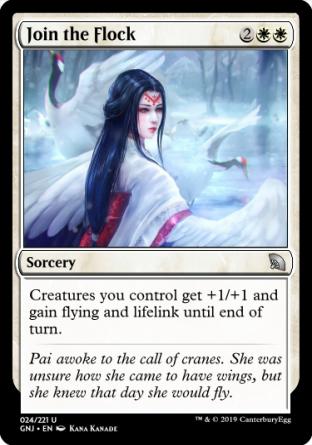 Join the Flock 2
Sorcery
Creatures you control get +1/+1 and
gain flying and lifelink until end of
turn.
Pai awoke to the call of cranes. She was
unsure how she came to have wings, but
she knew that day she would fly.
024/221 U
GNJ • EN Kana Kanade
™ & © 2019 CanterburyEgg